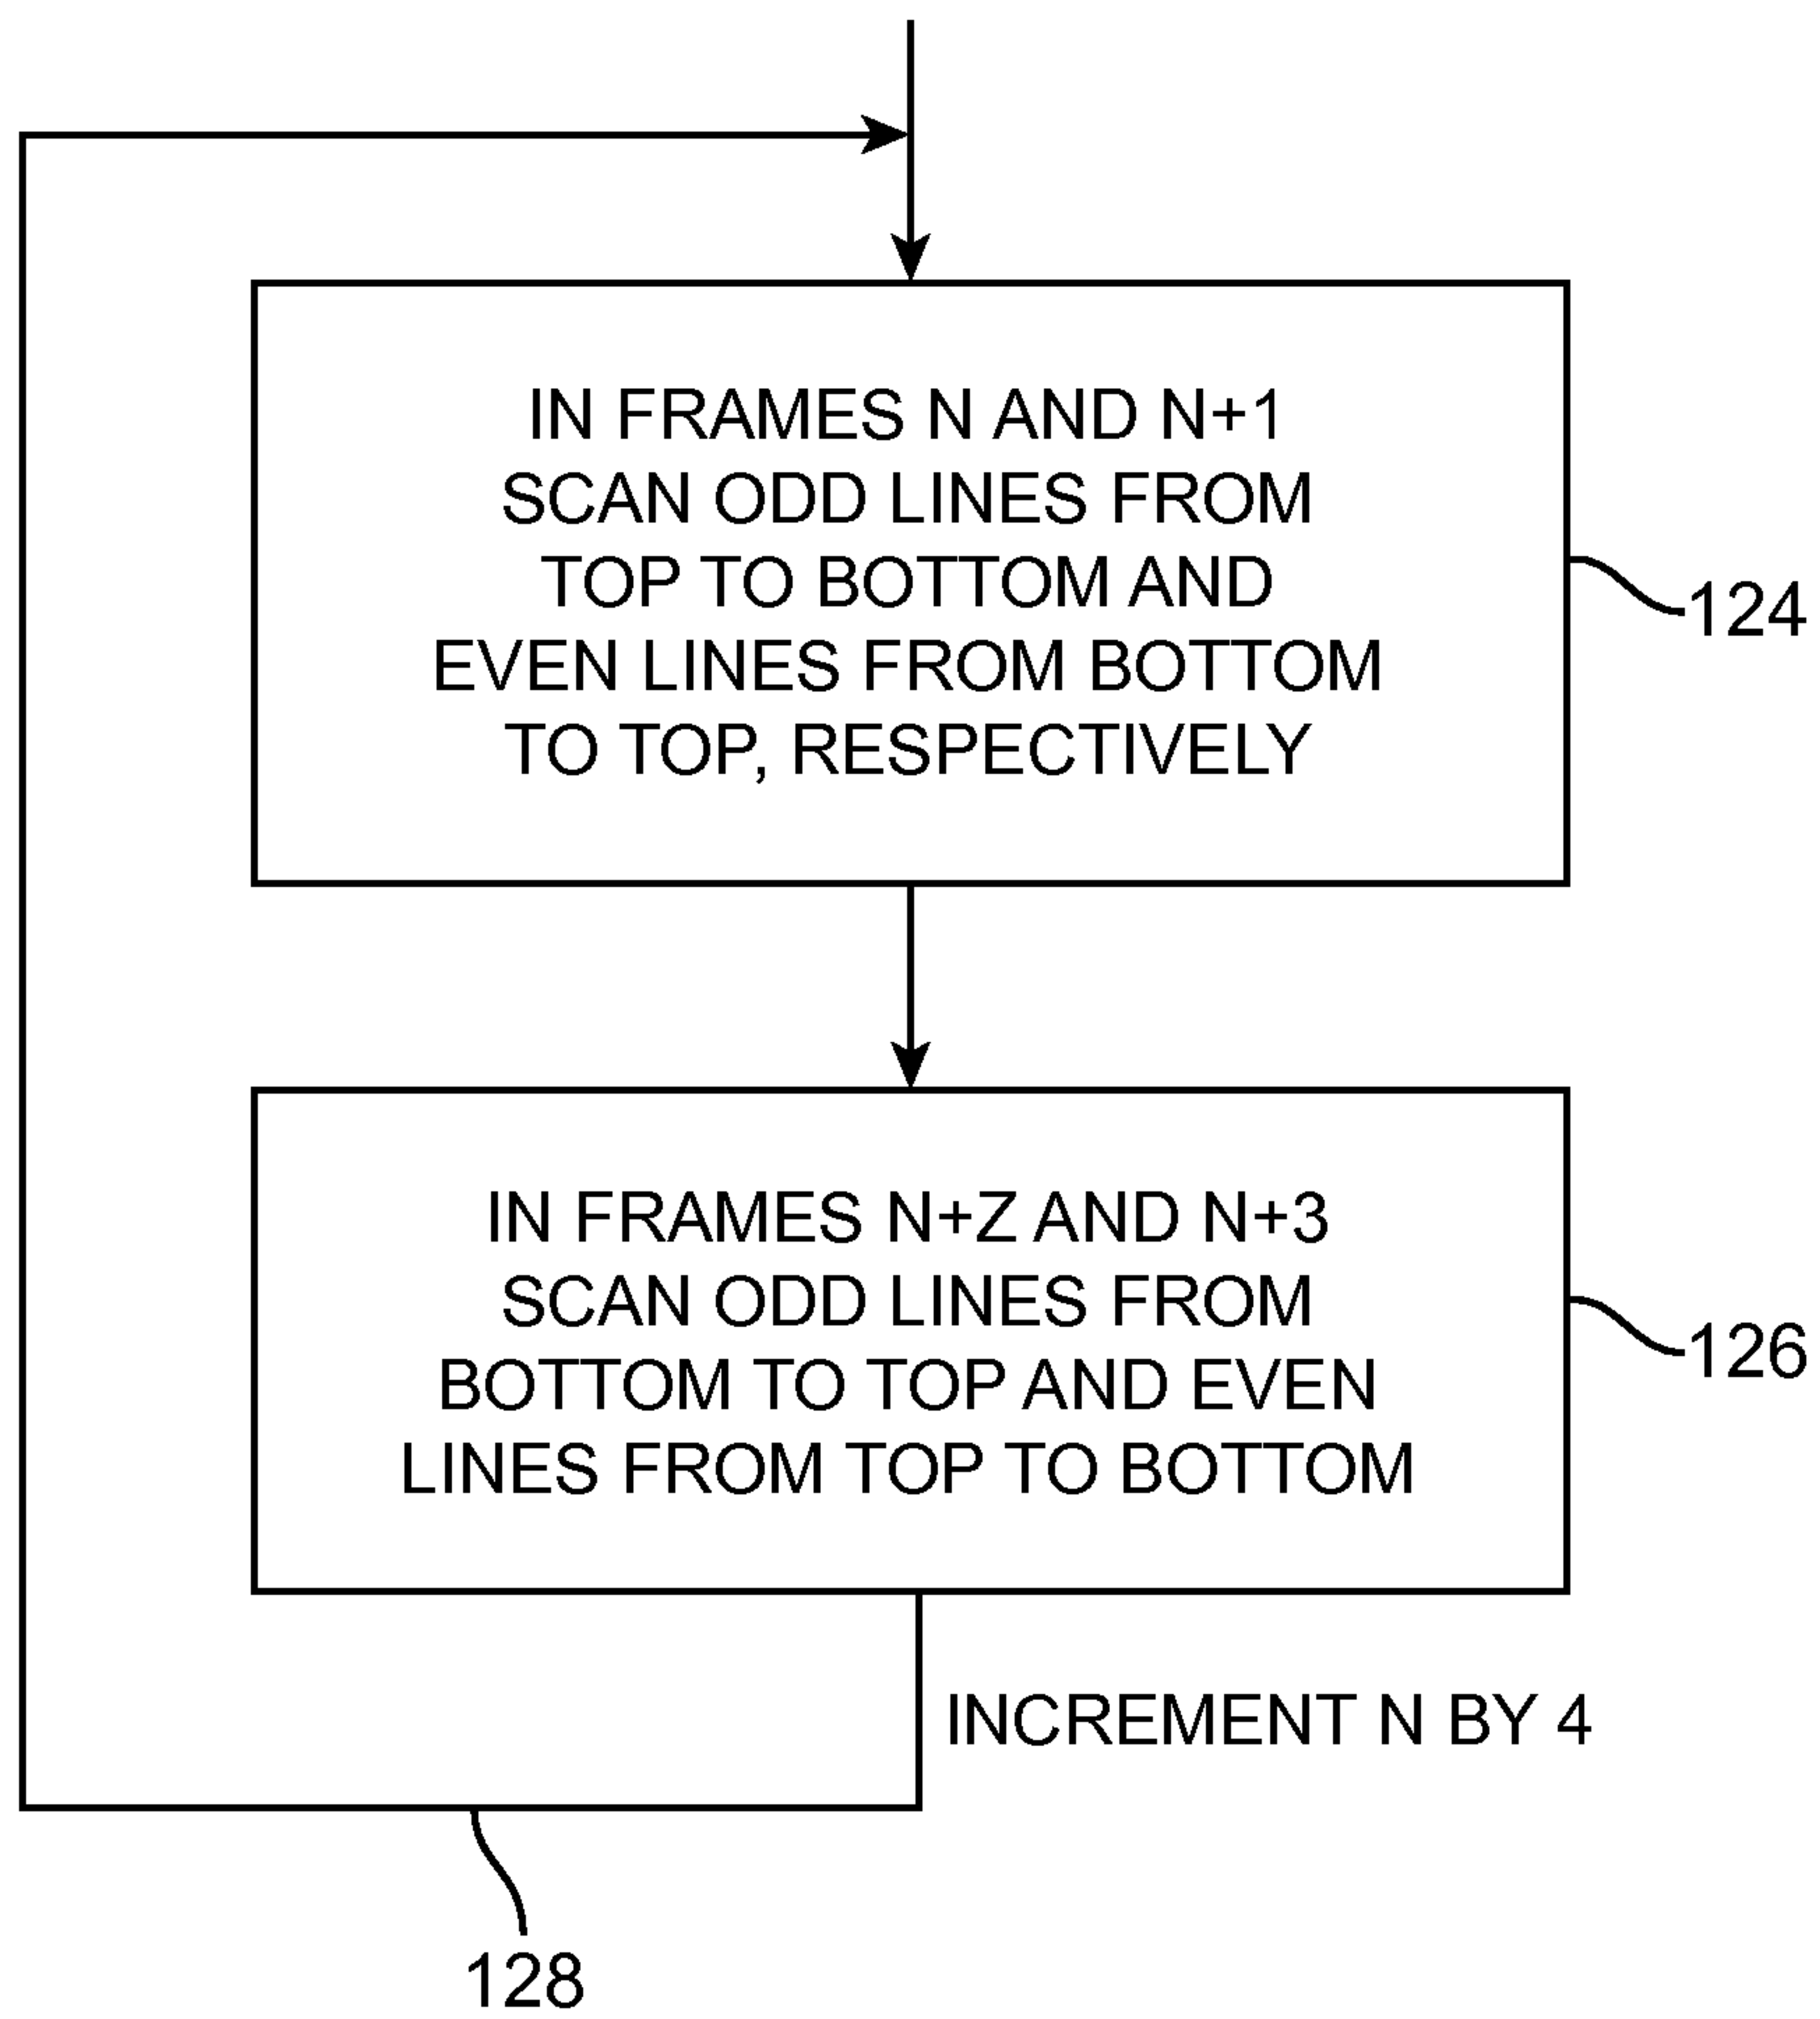 IN FRAMES N AND N+1
SCAN ODD LINES FROM
TOP TO BOTTOM AND
EVEN LINES FROM BOTTOM
TO TOP, RESPECTIVELY
124
IN FRAMES N+Z AND N+3
SCAN ODD LINES FROM
BOTTOM TO TOP AND EVEN
LINES FROM TOP TO BOTTOM
126
INCREMENT N BY 4
128